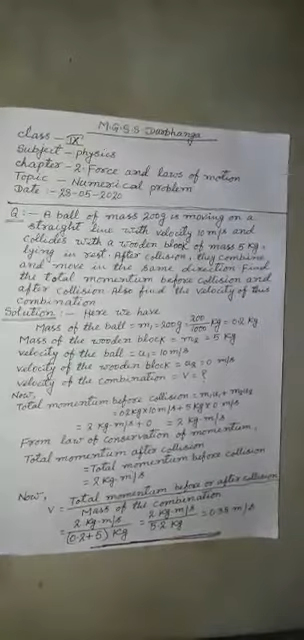 M.G.S.S Darbhanga
class - IX
Subject - physics
chapter - 2. Force and laws of motion
Topic - Numerical problem
Date :- 28-05-2020
Q:- A ball of mass 200g is moving on a
straight line with velocity 10 m/s and
collides with a wooden block of mass 5 kg
lying in rest. After collision, they combine
and move in the same direction. Find
the total momentum before collision and
after collision. Also find the velocity of this
combination
Solution :- Here we have
Mass of the ball = m₁ = 200g = 200/1000 kg = 0.2 kg
Mass of the wooden block = m₂ = 5 kg
velocity of the ball = u₁ = 10 m/s
velocity of the wooden block = u₂ = 0 m/s
velocity of the combination = V = ?
Now,
Total momentum before collision = m₁u₁ + m₂u₂
= 0.2 kg x 10 m/s + 5 kg x 0 m/s
= 2 kg.m/s + 0 = 2 kg.m/s
From law of conservation of momentum,
Total momentum after collision
= Total momentum before collision
= 2 kg.m/s
Now,
V = Total momentum before or after collision / Mass of the combination
= 2 kg.m/s / (0.2+5) kg = 2 kg.m/s / 5.2 kg = 0.38 m/s